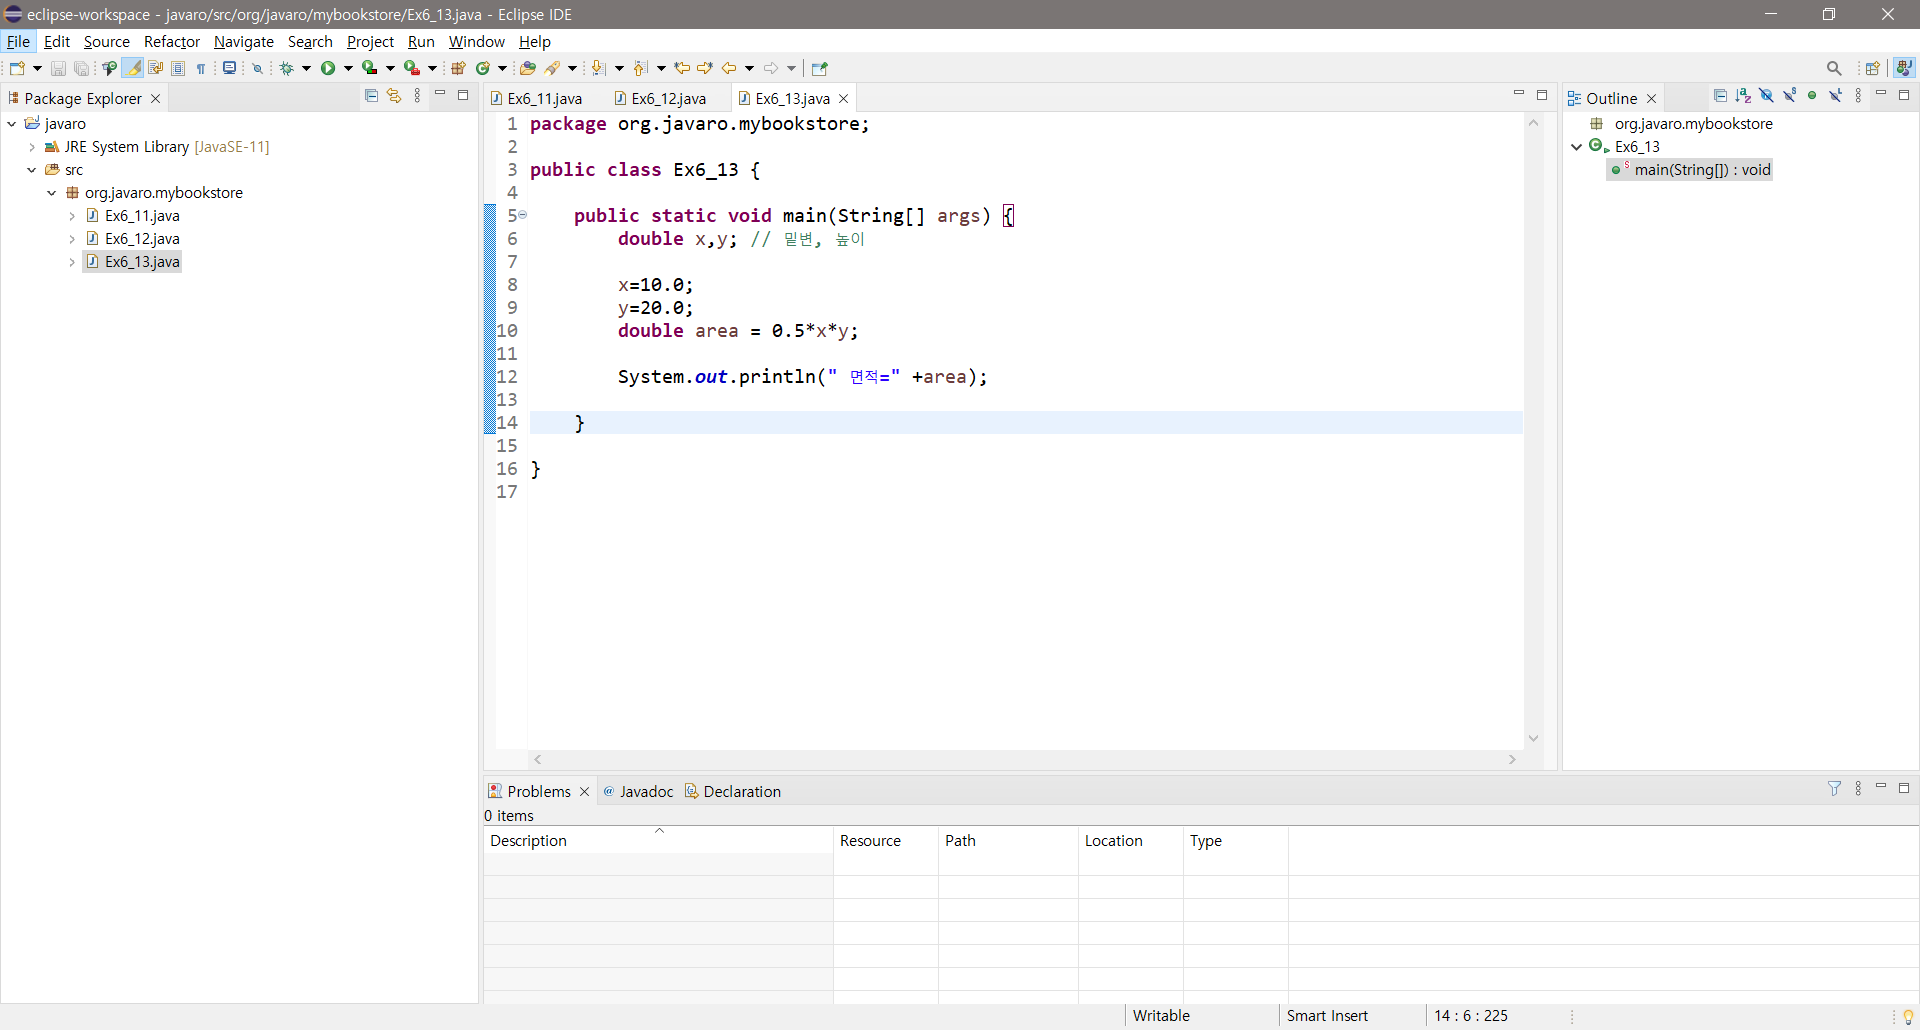 eclipse-workspace - javaro/src/org/javaro/mybookstore/Ex6_13.java - Eclipse IDE
File Edit Source Refactor Navigate Search Project Run Window Help
Package Explorer
javaro
JRE System Library [JavaSE-11]
src
org.javaro.mybookstore
Ex6_11.java
Ex6_12.java
Ex6_13.java
Ex6_11.java Ex6_12.java Ex6_13.java
1 package org.javaro.mybookstore;
2
3 public class Ex6_13 {
4
5 public static void main(String[] args) {
6 double x,y; // 밑변, 높이
7
8 x=10.0;
9 y=20.0;
10 double area = 0.5*x*y;
11
12 System.out.println(" 면적=" +area);
13
14 }
15
16 }
17
Outline
org.javaro.mybookstore
Ex6_13
main(String[]) : void
Problems @ Javadoc Declaration
0 items
Description Resource Path Location Type
Writable Smart Insert 14 : 6 : 225